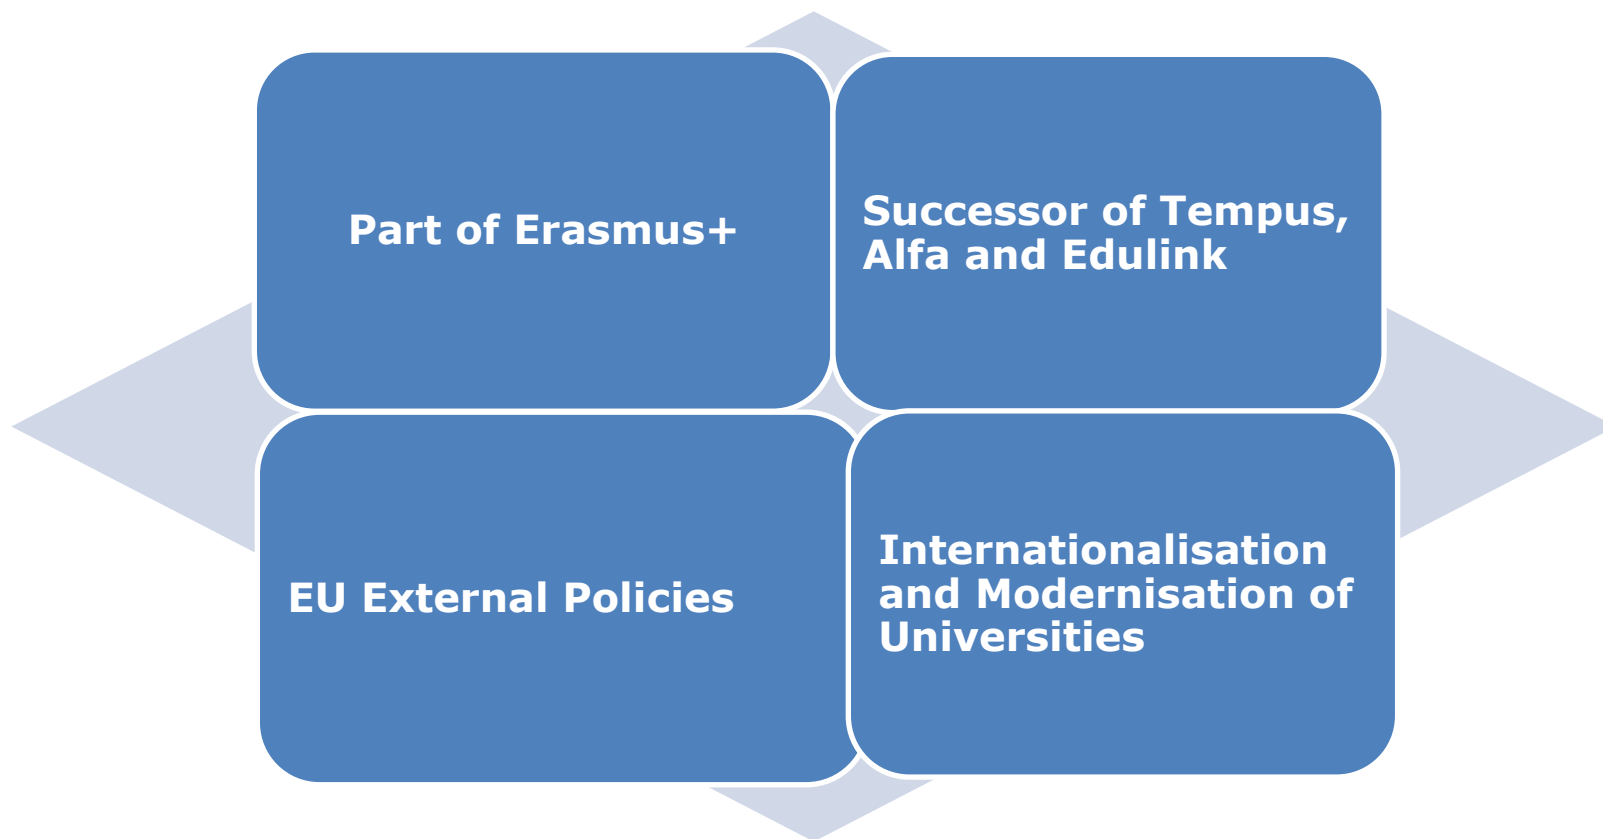 Part of Erasmus+
Successor of Tempus,
Alfa and Edulink
EU External Policies
Internationalisation
and Modernisation of
Universities